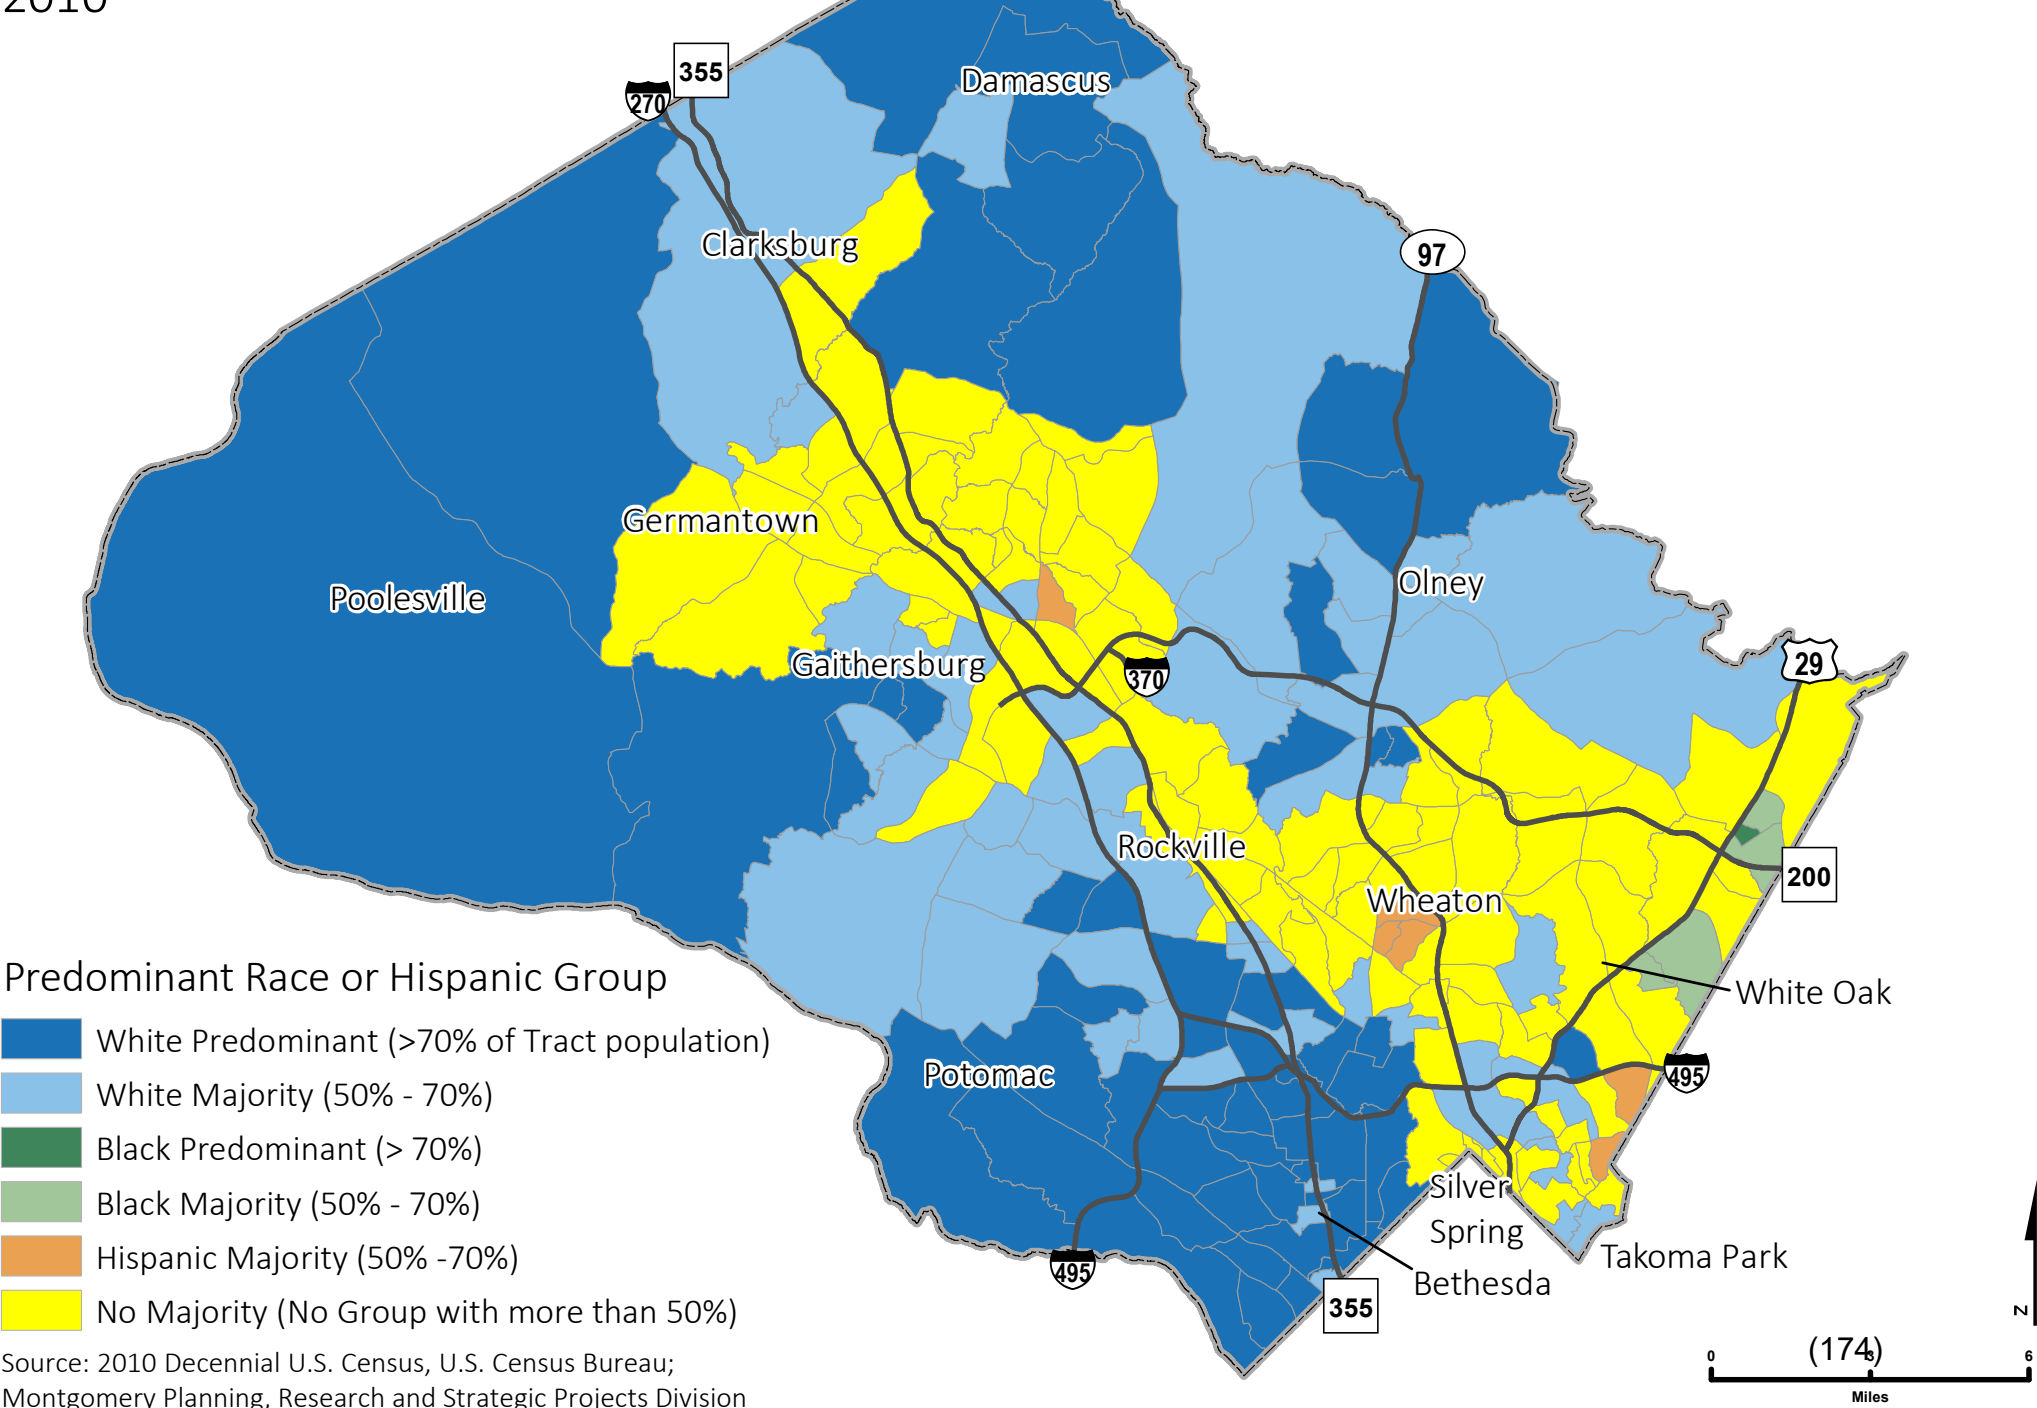 2010
355
270
Damascus
Clarksburg
97
Germantown
Poolesville
Olney
Gaithersburg
370
29
Rockville
200
Wheaton
White Oak
Potomac
495
Silver
Spring
Takoma Park
Bethesda
495
355
Predominant Race or Hispanic Group
White Predominant (>70% of Tract population)
White Majority (50% - 70%)
Black Predominant (> 70%)
Black Majority (50% - 70%)
Hispanic Majority (50% -70%)
No Majority (No Group with more than 50%)
Source: 2010 Decennial U.S. Census, U.S. Census Bureau;
Montgomery Planning, Research and Strategic Projects Division
N
(174)
0 3 6
Miles